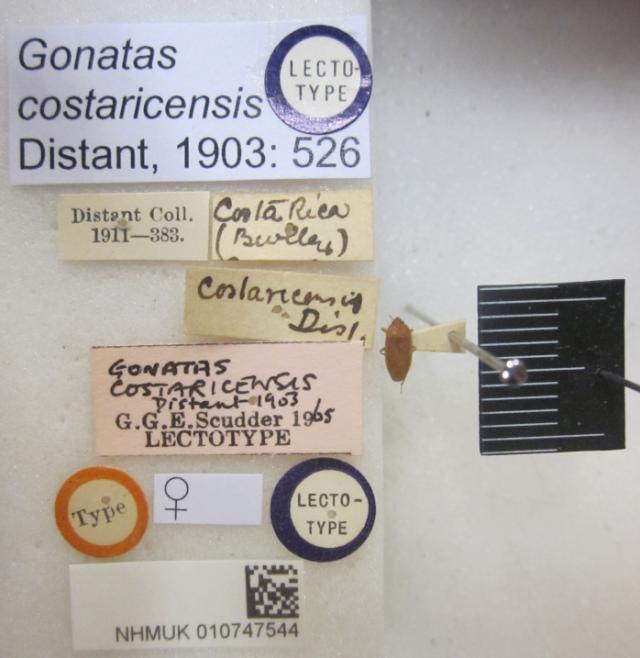 Gonatas
costaricensis
Distant, 1903: 526
LECTO-
TYPE
Distant Coll.
1911—383.
Costa Rica
Costaricensis
Dist.
GONATAS
COSTARICENSIS
Distant 1903
G.G.E.Scudder 1965
LECTOTYPE
Type
♀
LECTO-
TYPE
NHMUK 010747544